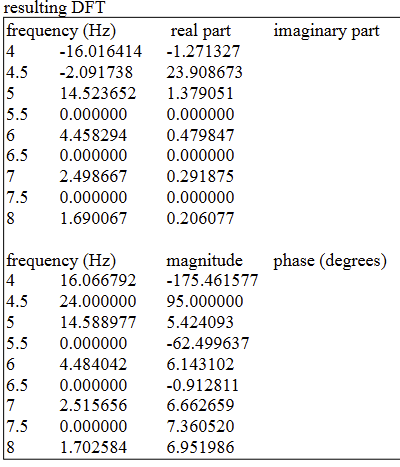 resulting DFT
frequency (Hz) real part imaginary part
4 -16.016414 -1.271327
4.5 -2.091738 23.908673
5 14.523652 1.379051
5.5 0.000000 0.000000
6 4.458294 0.479847
6.5 0.000000 0.000000
7 2.498667 0.291875
7.5 0.000000 0.000000
8 1.690067 0.206077
frequency (Hz) magnitude phase (degrees)
4 16.066792 -175.461577
4.5 24.000000 95.000000
5 14.588977 5.424093
5.5 0.000000 -62.499637
6 4.484042 6.143102
6.5 0.000000 -0.912811
7 2.515656 6.662659
7.5 0.000000 7.360520
8 1.702584 6.951986